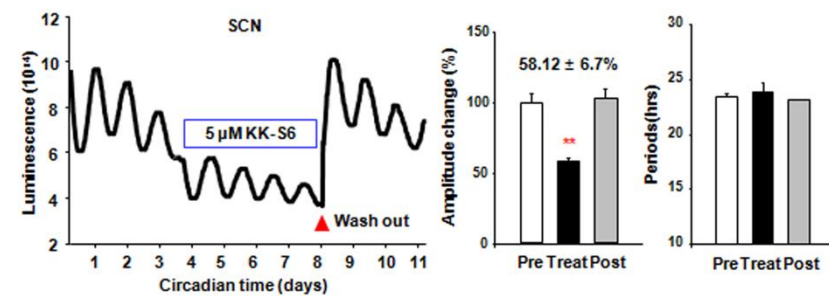 SCN
Luminescence (10¹⁴)
12
10
8
6
4
2
5 µM KK-S6
Wash out
1 2 3 4 5 6 7 8 9 10 11
Circadian time (days)
Amplitude change (%)
150
100
50
0
58.12 ± 6.7%
**
Pre Treat Post
Periods(hrs)
30
25
20
15
10
Pre Treat Post